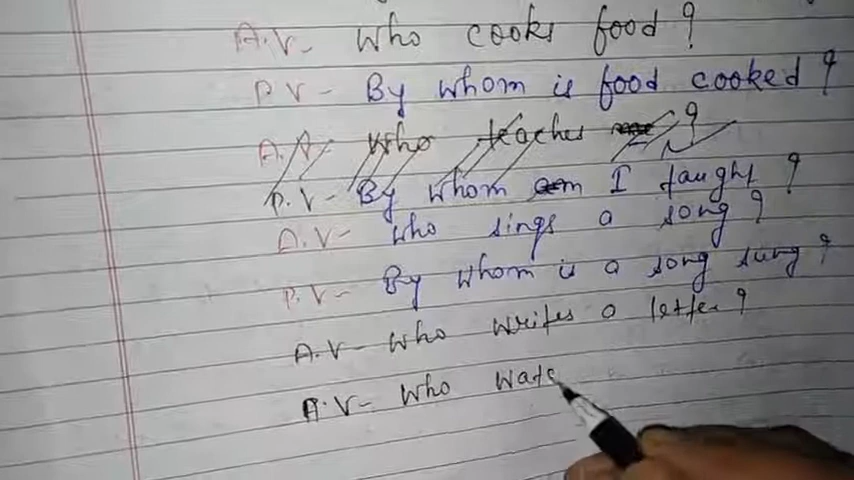 A.V- Who cooks food?
P.V- By whom is food cooked?
A.A- Who teaches ?
P.V- By whom am I taught?
A.V- Who sings a song?
P.V- By whom is a song sung?
A.V- Who writes a letter?
A.V- Who wate